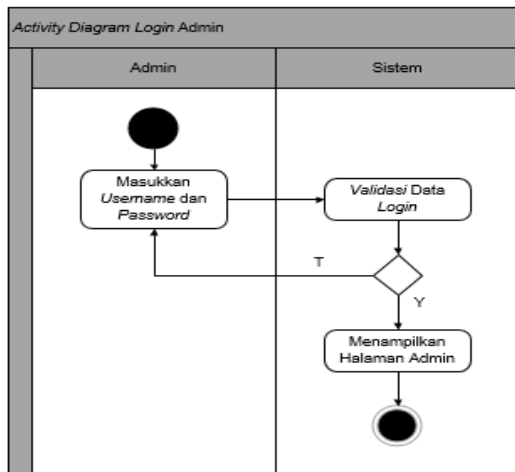 Activity Diagram Login Admin
Admin
Sistem
Masukkan
Username dan
Password
Validasi Data
Login
T
Y
Menampilkan
Halaman Admin